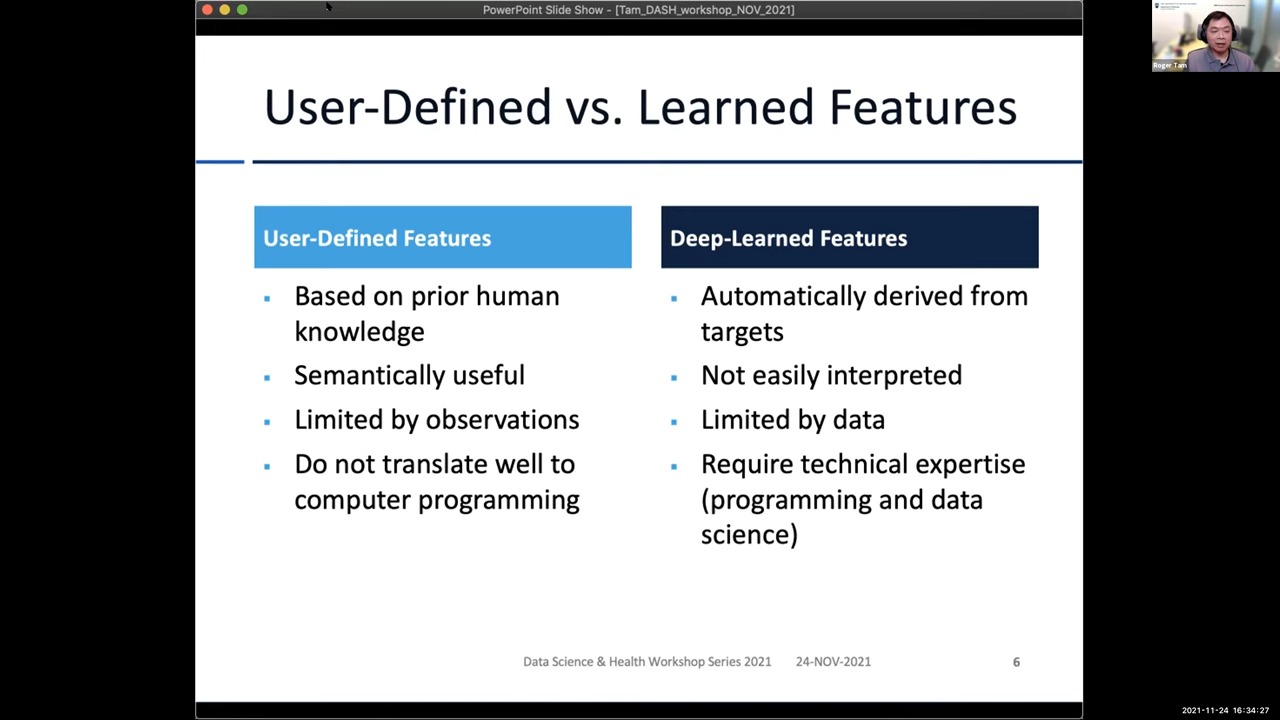 PowerPoint Slide Show - [Tam_DASH_workshop_NOV_2021]
Roger Tam
User-Defined vs. Learned Features
User-Defined Features
▪ Based on prior human
knowledge
▪ Semantically useful
▪ Limited by observations
▪ Do not translate well to
computer programming
Deep-Learned Features
▪ Automatically derived from
targets
▪ Not easily interpreted
▪ Limited by data
▪ Require technical expertise
(programming and data
science)
Data Science & Health Workshop Series 2021 24-NOV-2021 6
2021-11-24 16:34:27